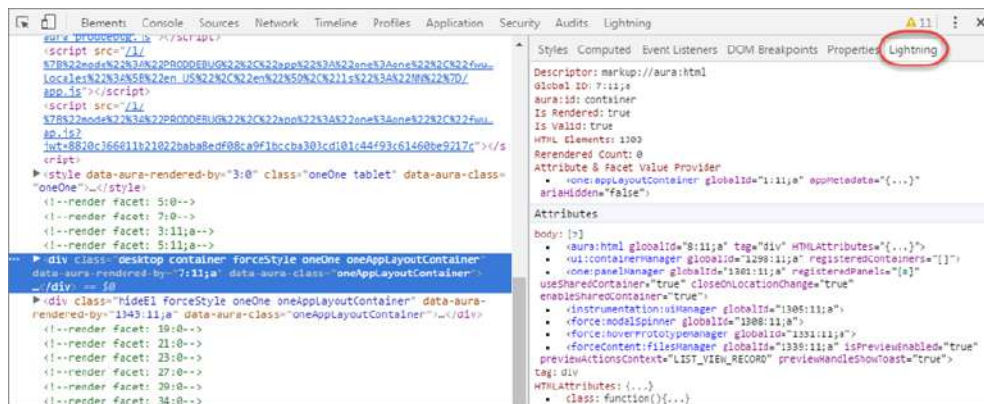 Elements Console Sources Network Timeline Profiles Application Security Audits Lightning 11
aura_proddebug.js"></script>
<script src="/1/
%7B%22mode%22%3A%22PRODDEBUG%22%2C%22app%22%3A%22one%3Aone%22%2C%22fwu…
Locales%22%3A%5B%22en_US%22%2C%22en%22%5D%2C%22ls%22%3A%22NN%22%7D/
app.js"></script>
<script src="/1/
%7B%22mode%22%3A%22PRODDEBUG%22%2C%22app%22%3A%22one%3Aone%22%2C%22fwu…
ap.js?
</s
cript>
▶<style data-aura-rendered-by="3:0" class="oneOne tablet" data-aura-class=
"oneOne">…</style>
<!--render facet: 5:0-->
<!--render facet: 7:0-->
<!--render facet: 3:11;a-->
<!--render facet: 5:11;a-->
▶<div class="desktop container forceStyle oneOne oneAppLayoutContainer"
data-aura-rendered-by="7:11;a" data-aura-class="oneAppLayoutContainer">
…</div> == $0
▶<div class="hideEl forceStyle oneOne oneAppLayoutContainer" data-aura-
rendered-by="1343:11;a" data-aura-class="oneAppLayoutContainer">…</div>
<!--render facet: 19:0-->
<!--render facet: 21:0-->
<!--render facet: 23:0-->
<!--render facet: 27:0-->
<!--render facet: 29:0-->
<!--render facet: 34:0-->
Styles Computed Event Listeners DOM Breakpoints Properties Lightning
Descriptor: markup://aura:html
Global ID: 7:11;a
aura:id: container
Is Rendered: true
Is Valid: true
HTML Elements: 1303
Rerendered Count: 0
Attribute & Facet Value Provider
<one:appLayoutContainer globalId="1:11;a" appMetadata="{...}"
ariaHidden="false">
Attributes
body: [7]
<aura:html globalId="8:11;a" tag="div" HTMLAttributes="{...}">
<ui:containerManager globalId="1298:11;a" registeredContainers="[]">
<one:panelManager globalId="1301:11;a" registeredPanels="[8]"
useSharedContainer="true" closeOnLocationChange="true"
enableSharedContainer="true">
<instrumentation:uiManager globalId="1305:11;a">
<force:modalSpinner globalId="1308:11;a">
<force:hoverPrototypeManager globalId="1331:11;a">
<forceContent:filesManager globalId="1339:11;a" isPreviewEnabled="true"
previewActionsContext="LIST_VIEW_RECORD" previewHandleShowToast="true">
tag: div
HTMLAttributes: {...}
class: function(){...}